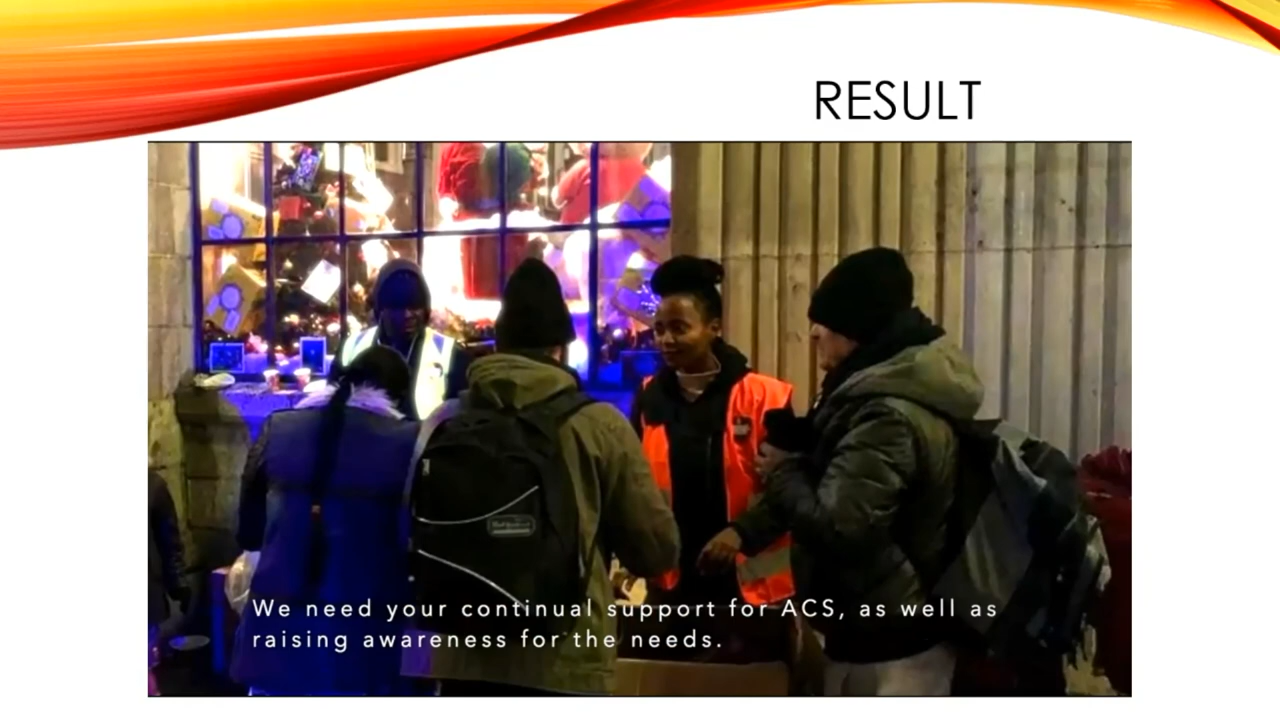 RESULT
We need your continual support for ACS, as well as
raising awareness for the needs.